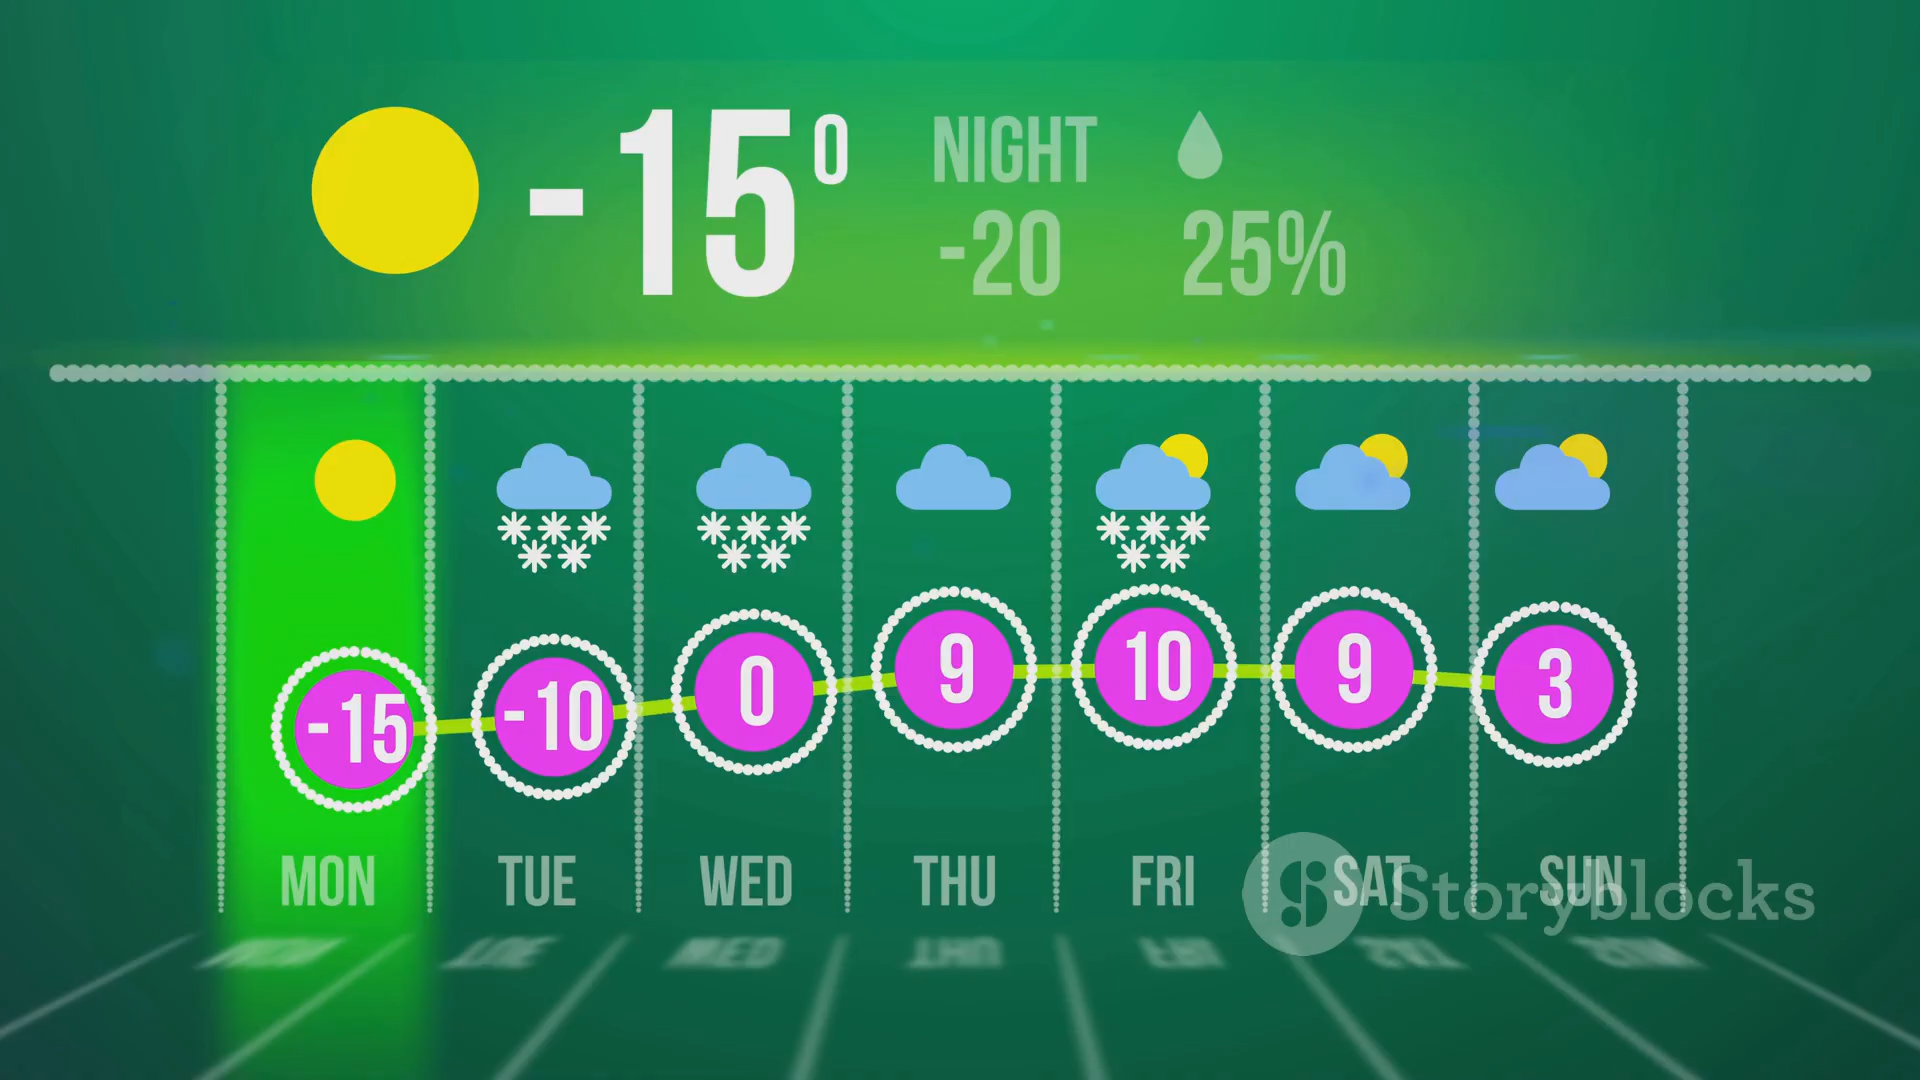 -15°
NIGHT
-20
25%
-15 -10 0 9 10 9 3
MON TUE WED THU FRI SAT SUN
Storyblocks